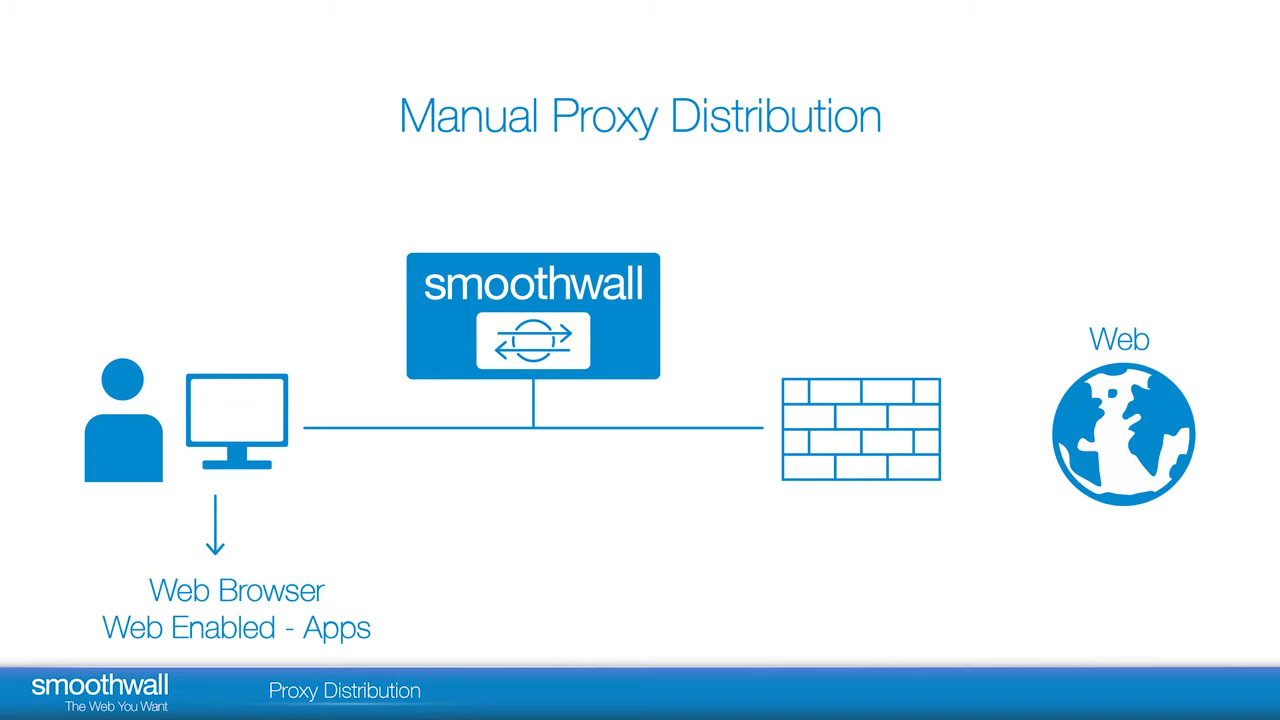 Manual Proxy Distribution
smoothwall
Web
Web Browser
Web Enabled - Apps
smoothwall
The Web You Want
Proxy Distribution